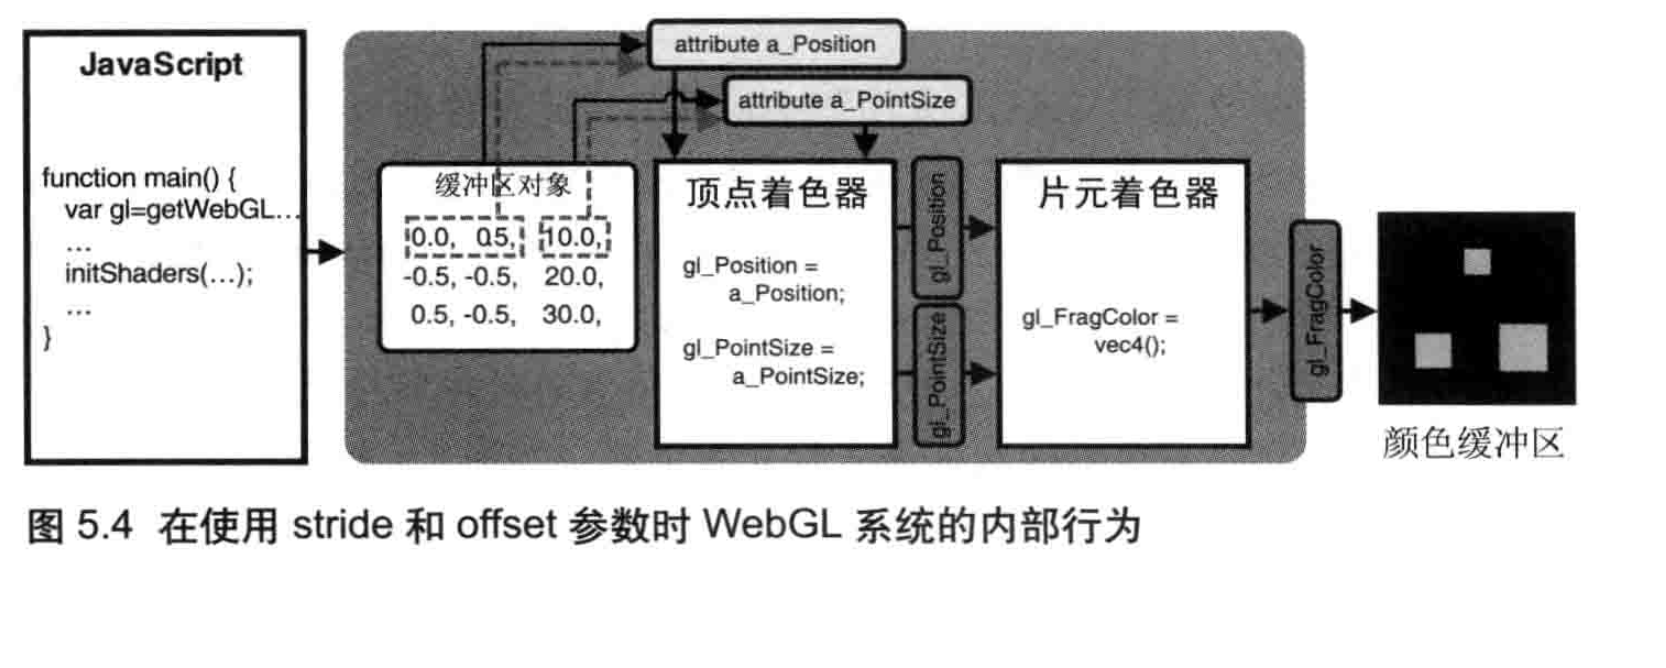 JavaScript
function main() {
var gl=getWebGL...
...
initShaders(...);
...
}
attribute a_Position
attribute a_PointSize
缓冲区对象
0.0, 0.5, 10.0,
-0.5, -0.5, 20.0,
0.5, -0.5, 30.0,
顶点着色器
gl_Position =
a_Position;
gl_PointSize =
a_PointSize;
gl_Position
gl_PointSize
片元着色器
gl_FragColor =
vec4();
gl_FragColor
颜色缓冲区
图 5.4 在使用 stride 和 offset 参数时 WebGL 系统的内部行为